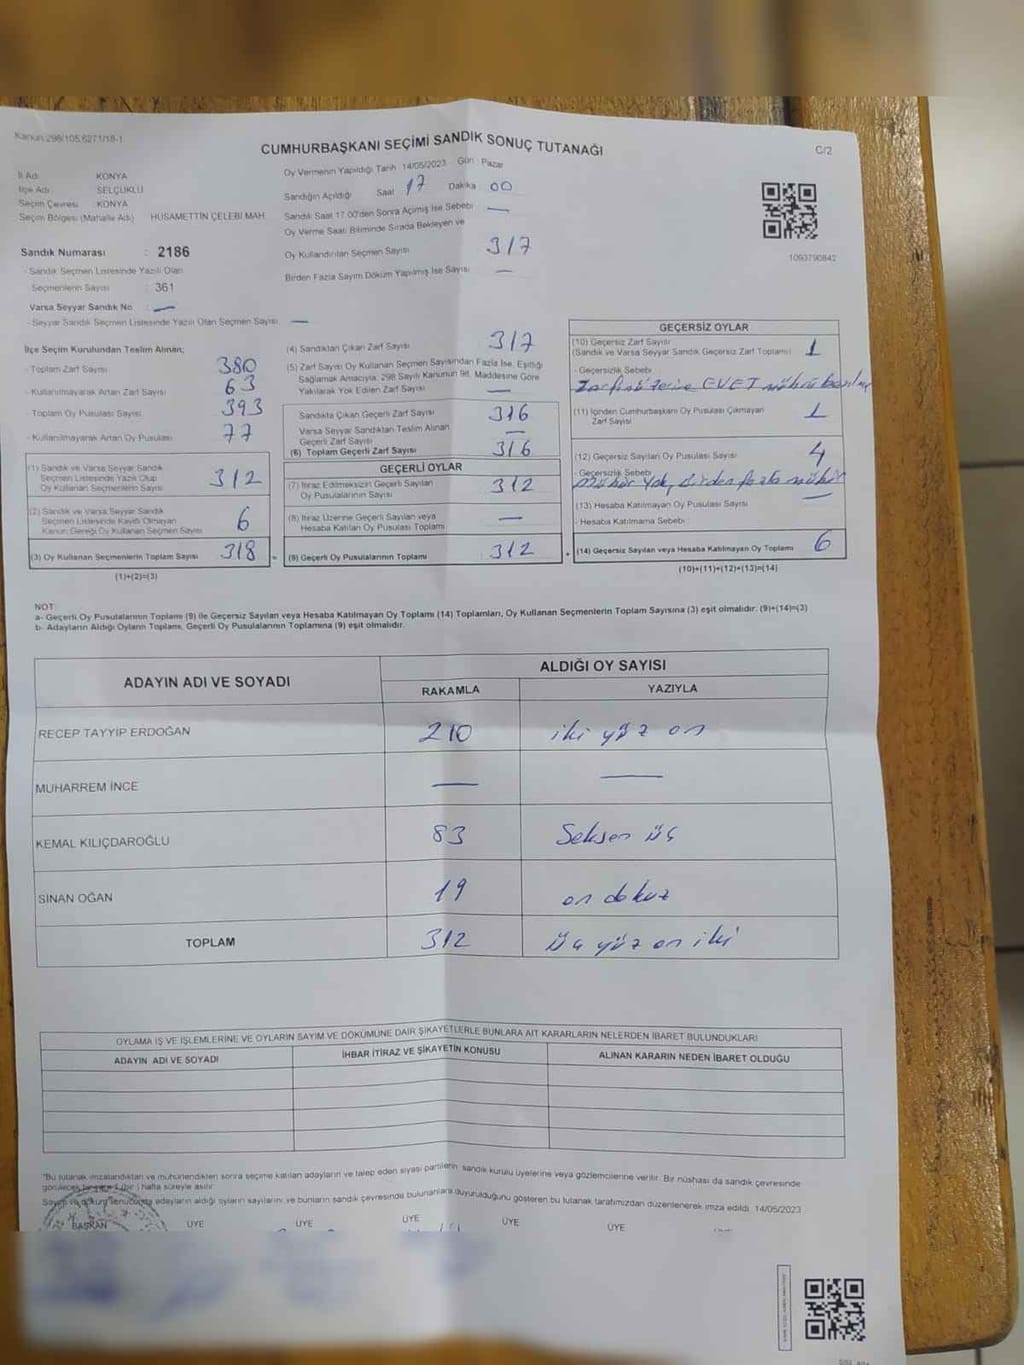 Kanun:298/105,6271/18-1
CUMHURBAŞKANI SEÇİMİ SANDIK SONUÇ TUTANAĞI
C/2
İl Adı KONYA
İlçe Adı SELÇUKLU
Seçim Çevresi KONYA
Seçim Bölgesi (Mahalle Adı) HUSAMETTİN ÇELEBİ MAH.
Oy Vermenin Yapıldığı Tarih 14/05/2023 Gün Pazar
Sandığın Açıldığı Saat 17 Dakika 00
Sandık Saat 17.00'den Sonra Açımış İse Sebebi —
Oy Verme Saati Bitiminde Sırada Bekleyen ve
Oy Kullandırılan Seçmen Sayısı 317
Birden Fazla Sayım Döküm Yapılmış İse Sayısı —
1093790842
Sandık Numarası : 2186
- Sandık Seçmen Listesinde Yazılı Olan
Seçmenlerin Sayısı : 361
Varsa Seyyar Sandık No : —
- Seyyar Sandık Seçmen Listesinde Yazılı Olan Seçmen Sayısı : —
İlçe Seçim Kurulundan Teslim Alınan;
- Toplam Zarf Sayısı 380
- Kullanılmayarak Artan Zarf Sayısı 63
- Toplam Oy Pusulası Sayısı 393
- Kullanılmayarak Artan Oy Pusulası 77
(1) Sandık ve Varsa Seyyar Sandık
Seçmen Listesinde Yazılı Olup
Oy Kullanan Seçmenlerin Sayısı 312
(2) Sandık ve Varsa Seyyar Sandık
Seçmen Listesinde Kayıtlı Olmayan
Kanun Gereği Oy Kullanan Seçmen Sayısı 6
(3) Oy Kullanan Seçmenlerin Toplam Sayısı 318
(1)+(2)=(3)
(4) Sandıktan Çıkan Zarf Sayısı 317
(5) Zarf Sayısı Oy Kullanan Seçmen Sayısından Fazla İse, Eşitliği
Sağlamak Amacıyla, 298 Sayılı Kanunun 98. Maddesine Göre
Yakılarak Yok Edilen Zarf Sayısı —
Sandıkta Çıkan Geçerli Zarf Sayısı 316
Varsa Seyyar Sandıktan Teslim Alınan
Geçerli Zarf Sayısı —
(6) Toplam Geçerli Zarf Sayısı 316
GEÇERLİ OYLAR
(7) İtiraz Edilmeksizin Geçerli Sayılan
Oy Pusulalarının Sayısı 312
(8) İtiraz Üzerine Geçerli Sayılan veya
Hesaba Katılan Oy Pusulası Toplamı —
(9) Geçerli Oy Pusulalarının Toplamı 312
GEÇERSİZ OYLAR
(10) Geçersiz Zarf Sayısı
(Sandık ve Varsa Seyyar Sandık Geçersiz Zarf Toplamı) 1
- Geçersizlik Sebebi:
Zarfın üzerine EVET mührü
(11) İçinden Cumhurbaşkanı Oy Pusulası Çıkmayan
Zarf Sayısı 1
(12) Geçersiz Sayılan Oy Pusulası Sayısı 4
- Geçersizlik Sebebi
mühür yok, birden fazla mühür
(13) Hesaba Katılmayan Oy Pusulası Sayısı —
- Hesaba Katılmama Sebebi
(14) Geçersiz Sayılan veya Hesaba Katılmayan Oy Toplamı 6
(10)+(11)+(12)+(13)=(14)
NOT:
a- Geçerli Oy Pusulalarının Toplamı (9) ile Geçersiz Sayılan veya Hesaba Katılmayan Oy Toplamı (14) Toplamları, Oy Kullanan Seçmenlerin Toplam Sayısına (3) eşit olmalıdır. (9)+(14)=(3)
b- Adayların Aldığı Oyların Toplamı, Geçerli Oy Pusulalarının Toplamına (9) eşit olmalıdır.
ADAYIN ADI VE SOYADI
ALDIĞI OY SAYISI
RAKAMLA YAZIYLA
RECEP TAYYİP ERDOĞAN 210 iki yüz on
MUHARREM İNCE — —
KEMAL KILIÇDAROĞLU 83 Seksen üç
SİNAN OĞAN 19 on dokuz
TOPLAM 312 Üç yüz on iki
OYLAMA İŞ VE İŞLEMLERİNE VE OYLARIN SAYIM VE DÖKÜMÜNE DAİR ŞİKAYETLERLE BUNLARA AİT KARARLARIN NELERDEN İBARET BULUNDUKLARI
ADAYIN ADI VE SOYADI İHBAR İTİRAZ VE ŞİKAYETİN KONUSU ALINAN KARARIN NEDEN İBARET OLDUĞU
"Bu tutanak imzalandıktan ve mühürlendikten sonra seçime katılan adayların ve talep eden siyasi partilerin sandık kurulu üyelerine veya gözlemcilerine verilir. Bir nüshası da sandık çevresinde
(bir) hafta süreyle asılır
Sayım ve döküm sonucunda adayların aldığı oyların sayılarını ve bunların sandık çevresinde bulunanlara duyurulduğunu gösteren bu tutanak tarafımızdan düzenlenerek imza edildi. 14/05/2023
BAŞKAN ÜYE ÜYE ÜYE ÜYE ÜYE